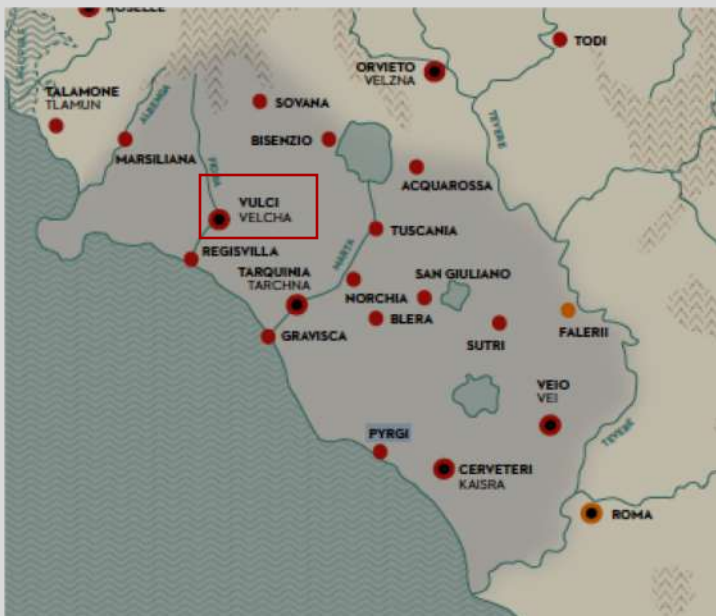 ROSELLE
TODI
ORVIETO
VELZNA
TALAMONE
TLAMUN
ALBEGNA
SOVANA
TEVERE
BISENZIO
MARSILIANA
FIORA
ACQUAROSSA
VULCI
VELCHA
TUSCANIA
REGISVILLA
MARTA
TARQUINIA
TARCHNA
SAN GIULIANO
NORCHIA
BLERA
FALERII
GRAVISCA
SUTRI
VEIO
VEI
PYRGI
TEVERE
CERVETERI
KAISRA
ROMA